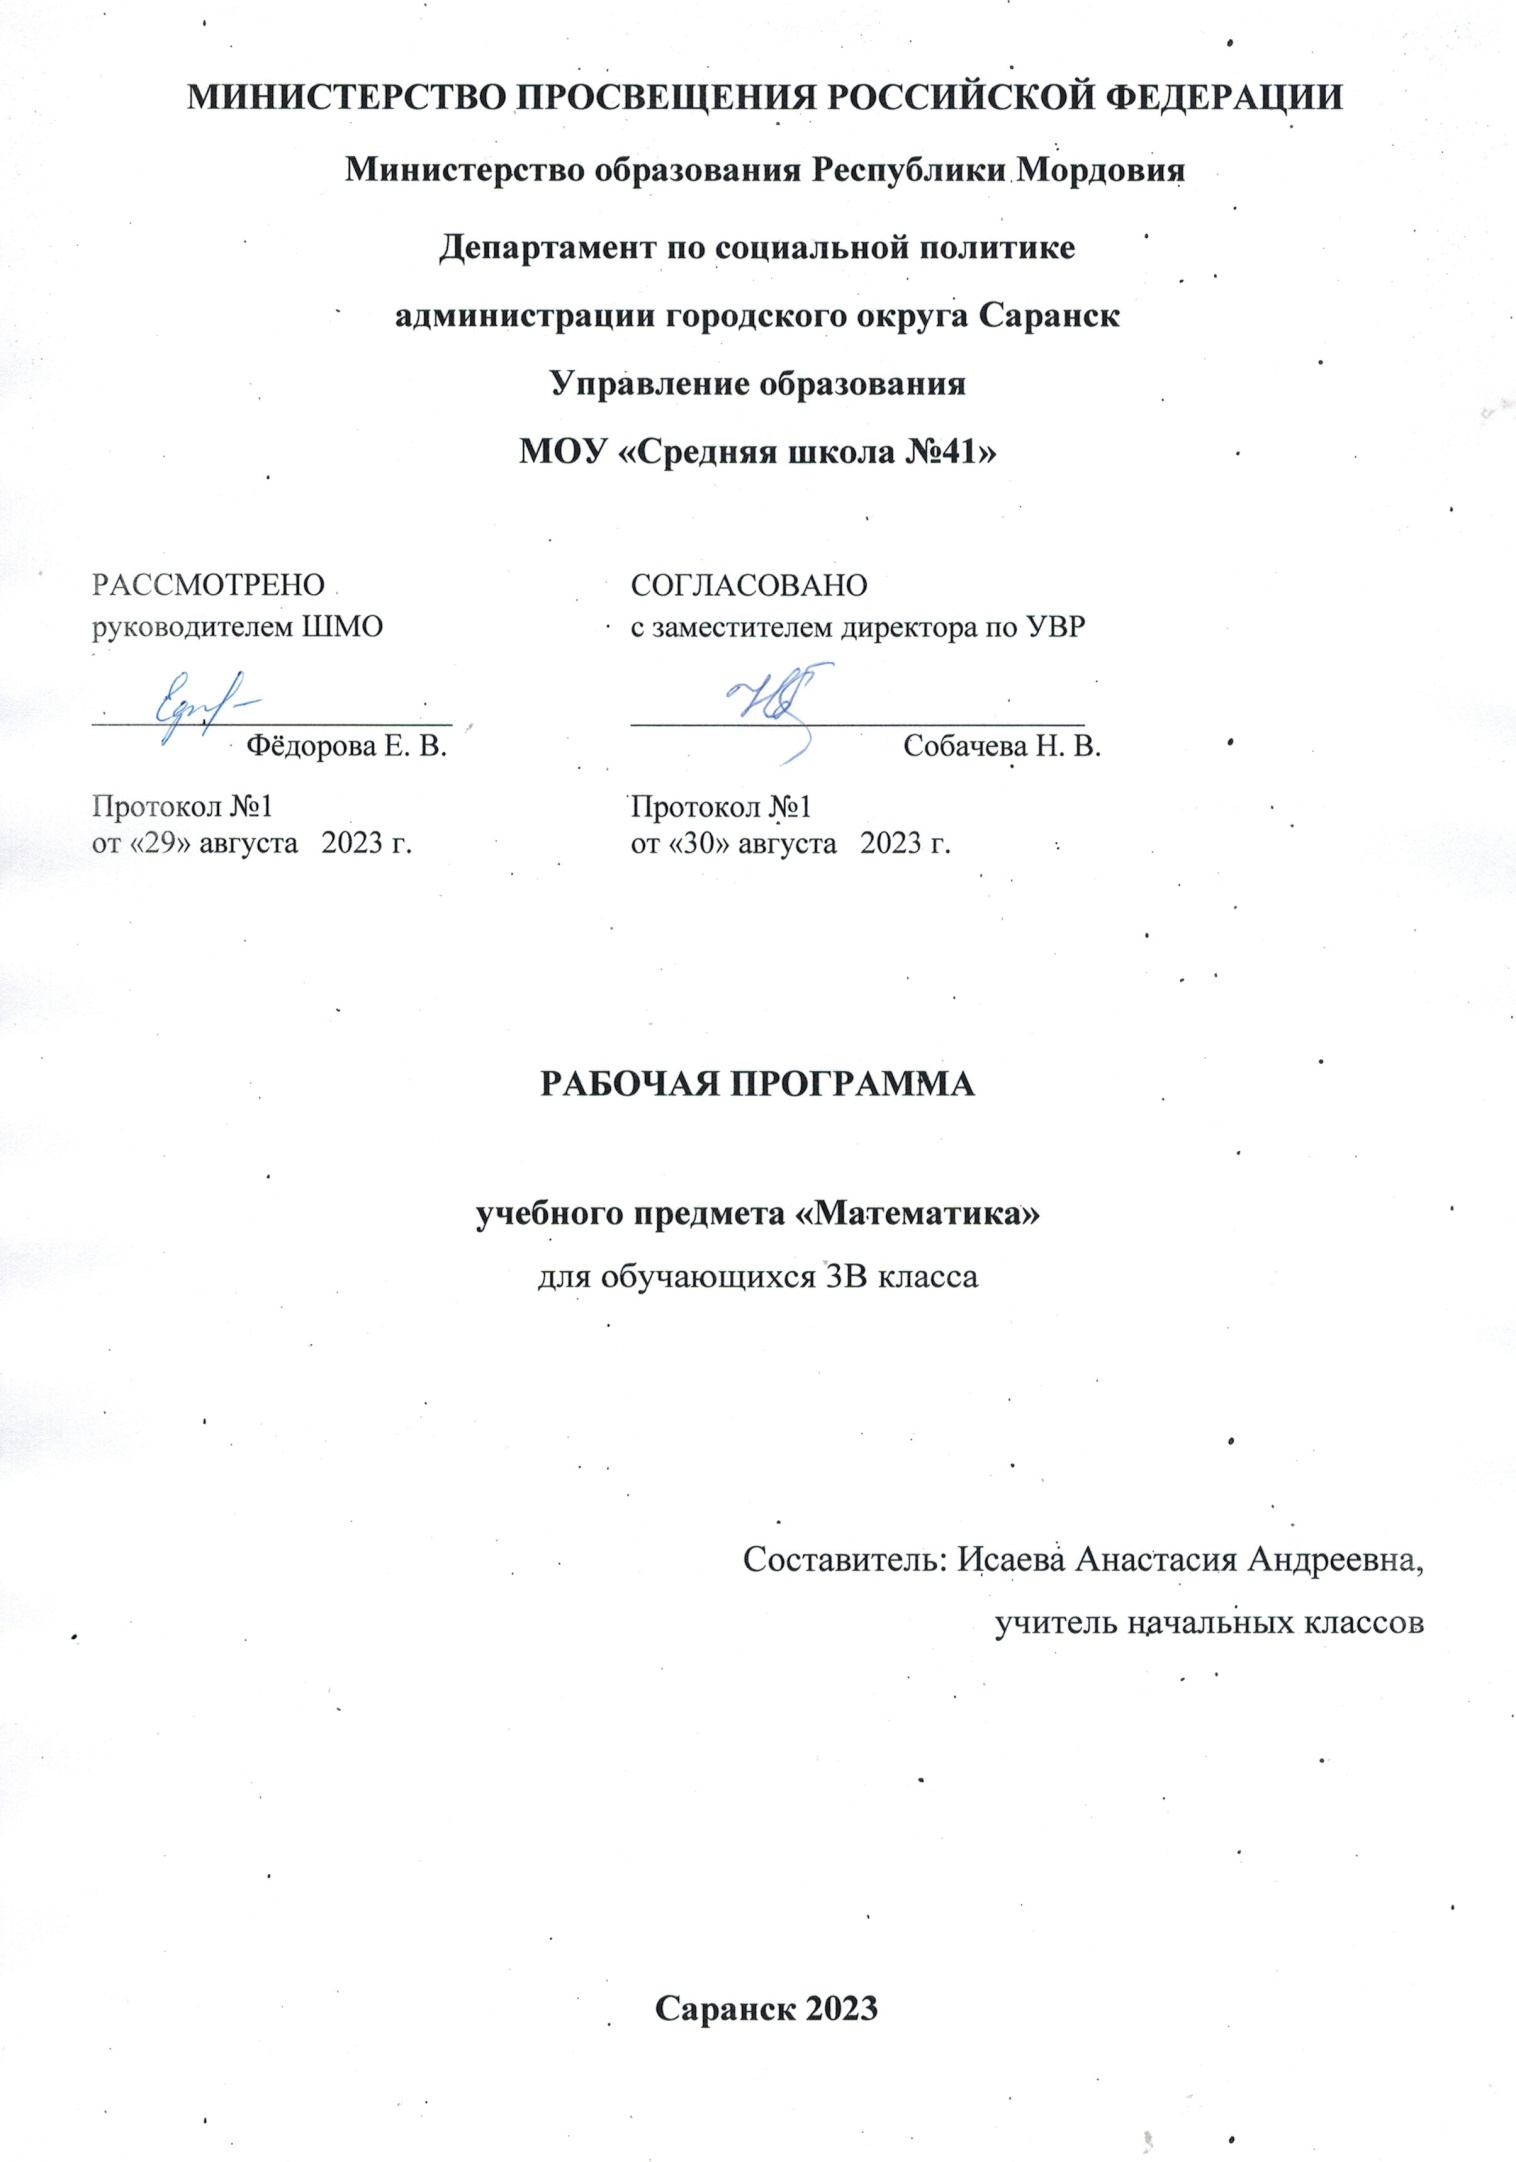 МИНИСТЕРСТВО ПРОСВЕЩЕНИЯ РОССИЙСКОЙ ФЕДЕРАЦИИ
Министерство образования Республики Мордовия
Департамент по социальной политике
администрации городского округа Саранск
Управление образования
МОУ «Средняя школа №41»
РАССМОТРЕНО
руководителем ШМО
Фёдорова Е. В.
Протокол №1
от «29» августа 2023 г.
СОГЛАСОВАНО
с заместителем директора по УВР
Собачева Н. В.
Протокол №1
от «30» августа 2023 г.
РАБОЧАЯ ПРОГРАММА
учебного предмета «Математика»
для обучающихся 3В класса
Составитель: Исаева Анастасия Андреевна,
учитель начальных классов
Саранск 2023